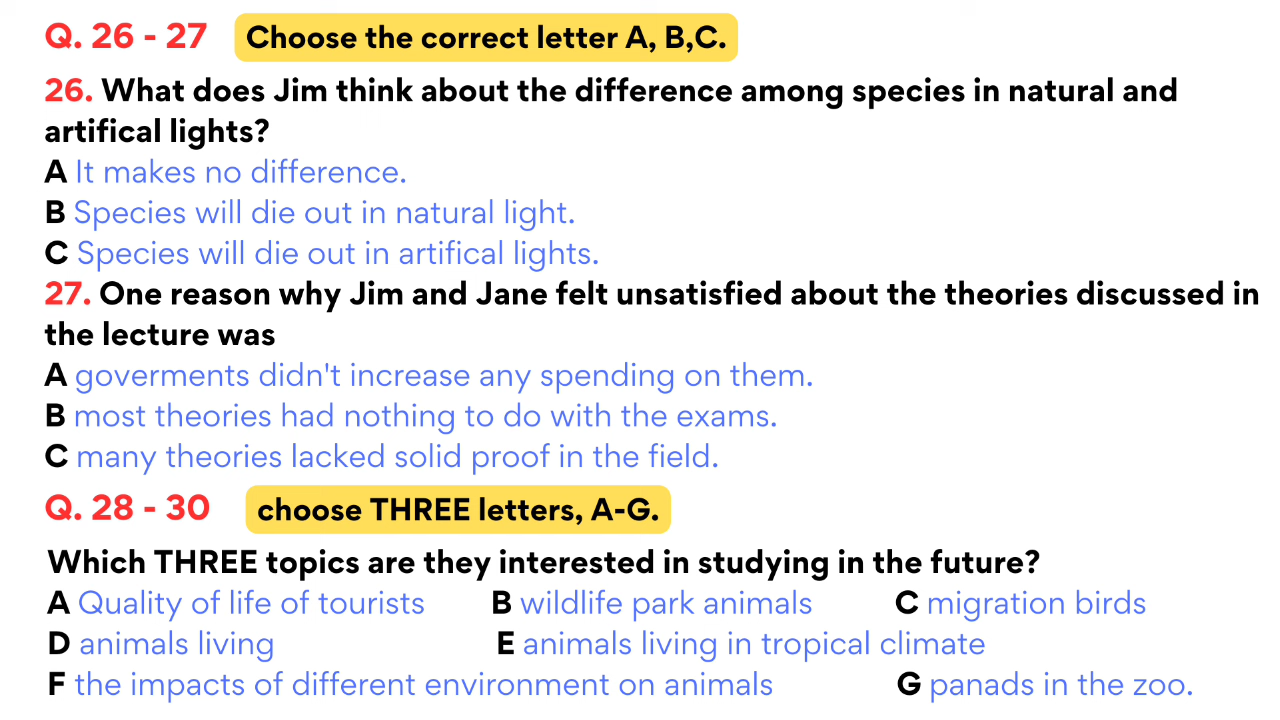 Q. 26 - 27 Choose the correct letter A, B,C.
26. What does Jim think about the difference among species in natural and
artifical lights?
A It makes no difference.
B Species will die out in natural light.
C Species will die out in artifical lights.
27. One reason why Jim and Jane felt unsatisfied about the theories discussed in
the lecture was
A goverments didn't increase any spending on them.
B most theories had nothing to do with the exams.
C many theories lacked solid proof in the field.
Q. 28 - 30 choose THREE letters, A-G.
Which THREE topics are they interested in studying in the future?
A Quality of life of tourists B wildlife park animals C migration birds
D animals living E animals living in tropical climate
F the impacts of different environment on animals G panads in the zoo.